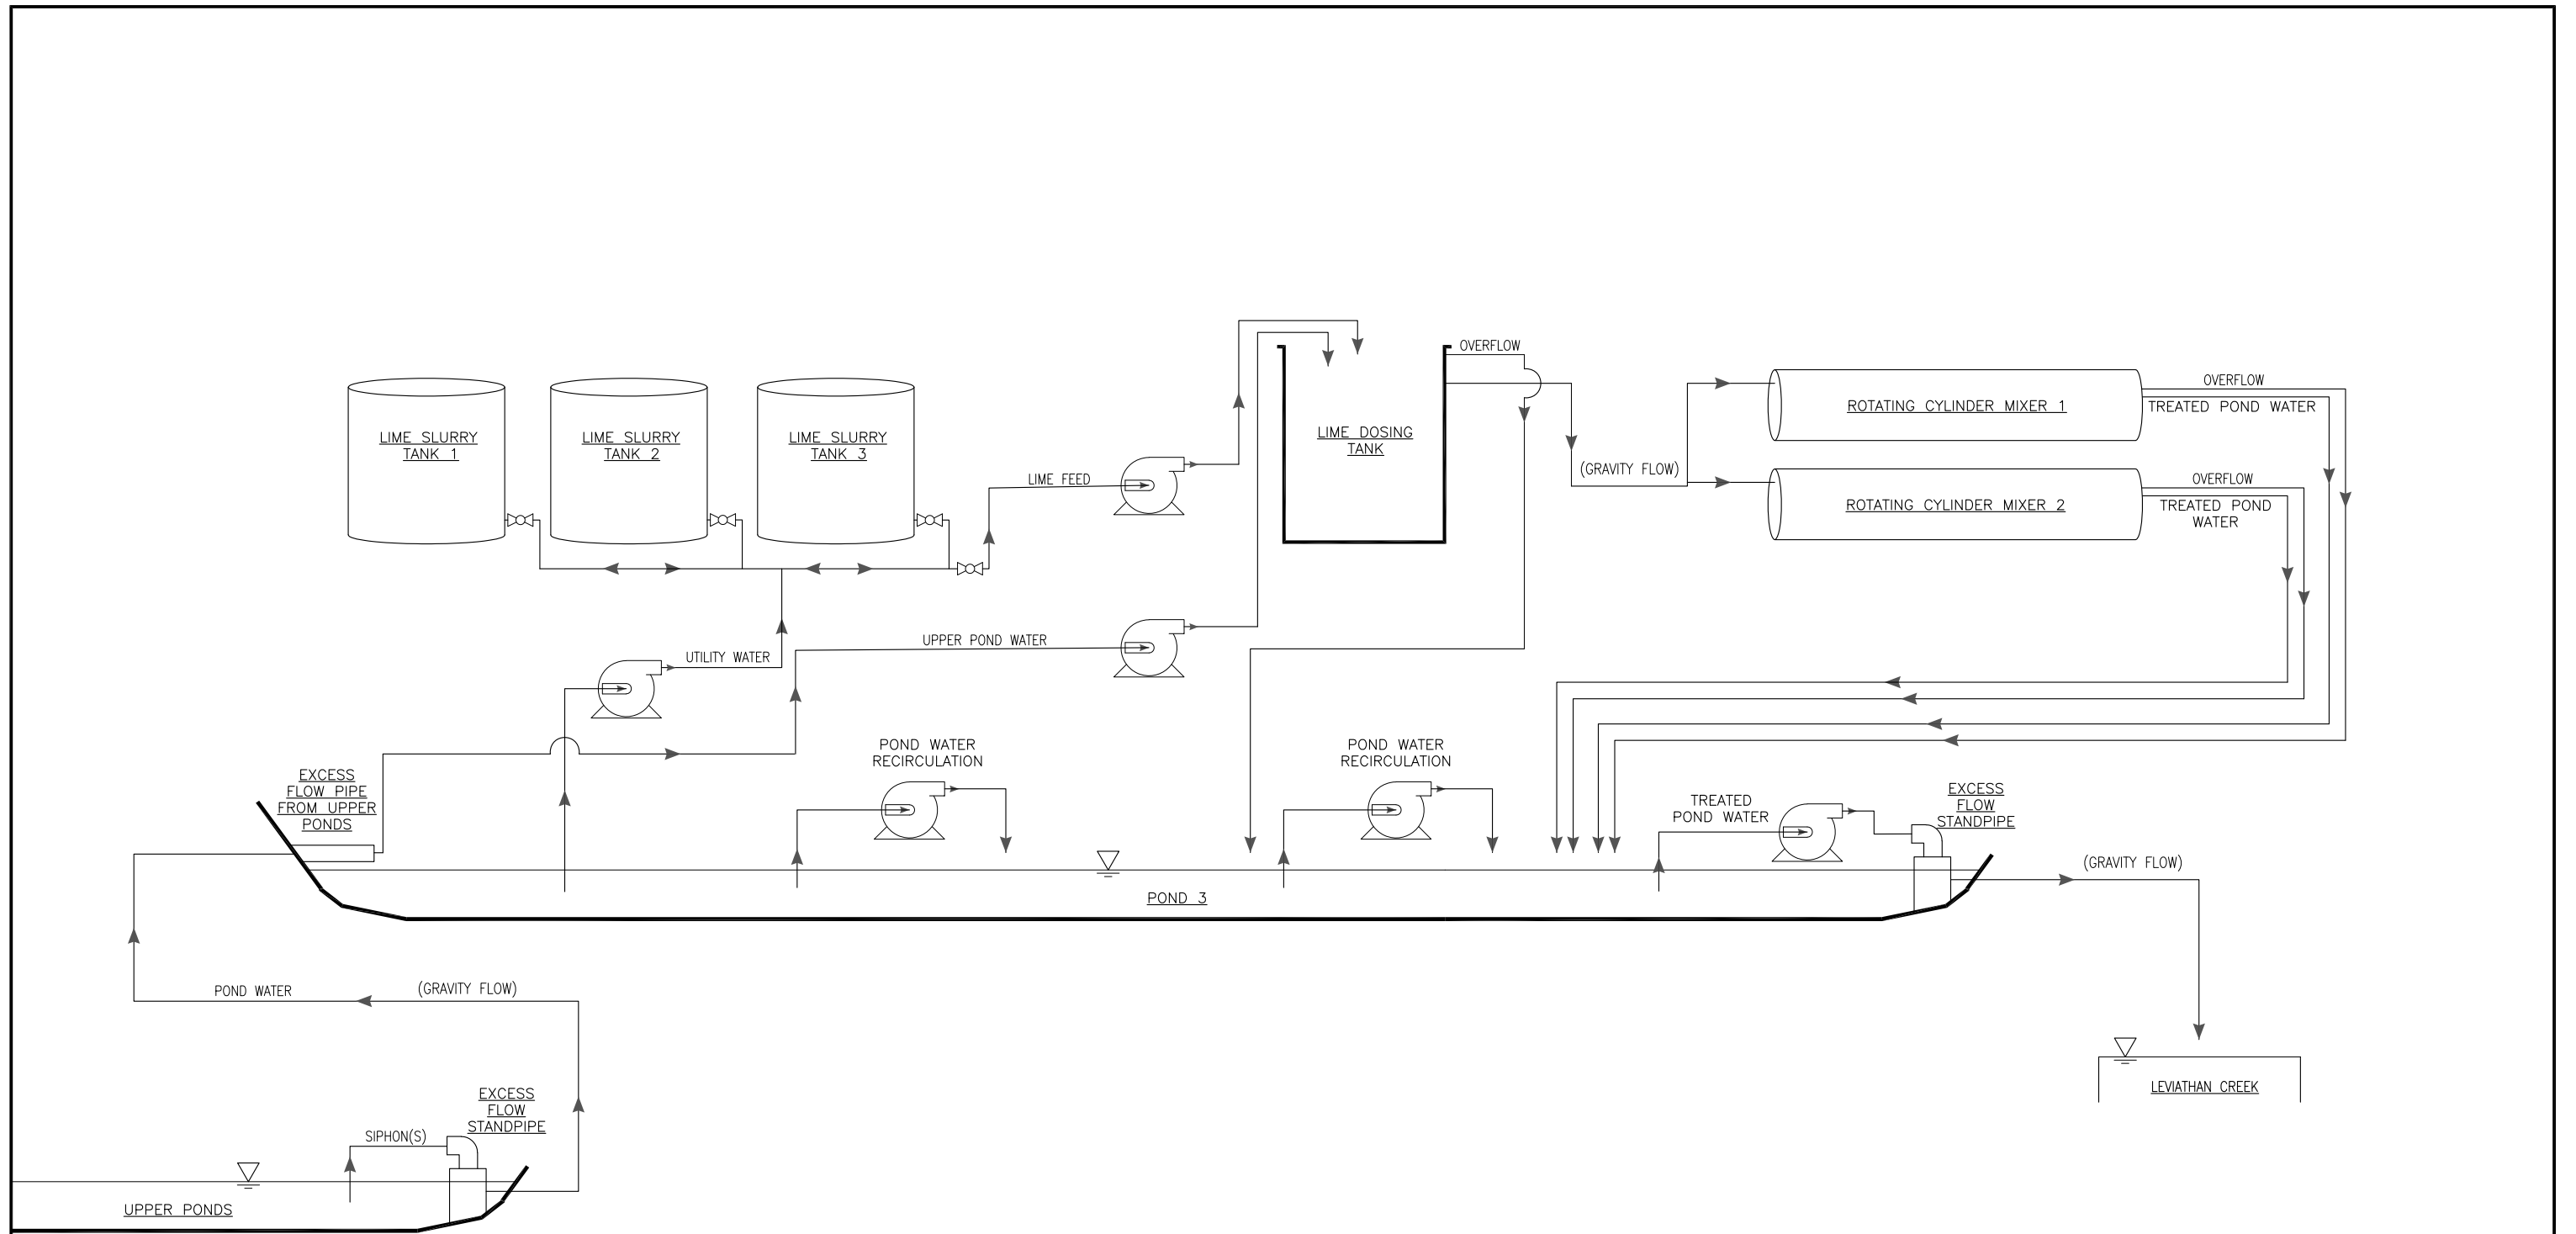 OVERFLOW
OVERFLOW
TREATED POND WATER
LIME SLURRY
TANK 1
LIME SLURRY
TANK 2
LIME SLURRY
TANK 3
LIME DOSING
TANK
ROTATING CYLINDER MIXER 1
LIME FEED
(GRAVITY FLOW)
OVERFLOW
ROTATING CYLINDER MIXER 2
TREATED POND
WATER
UTILITY WATER
UPPER POND WATER
POND WATER
RECIRCULATION
POND WATER
RECIRCULATION
EXCESS
FLOW PIPE
FROM UPPER
PONDS
TREATED
POND WATER
EXCESS
FLOW
STANDPIPE
(GRAVITY FLOW)
POND 3
POND WATER
(GRAVITY FLOW)
LEVIATHAN CREEK
EXCESS
FLOW
STANDPIPE
SIPHON(S)
UPPER PONDS